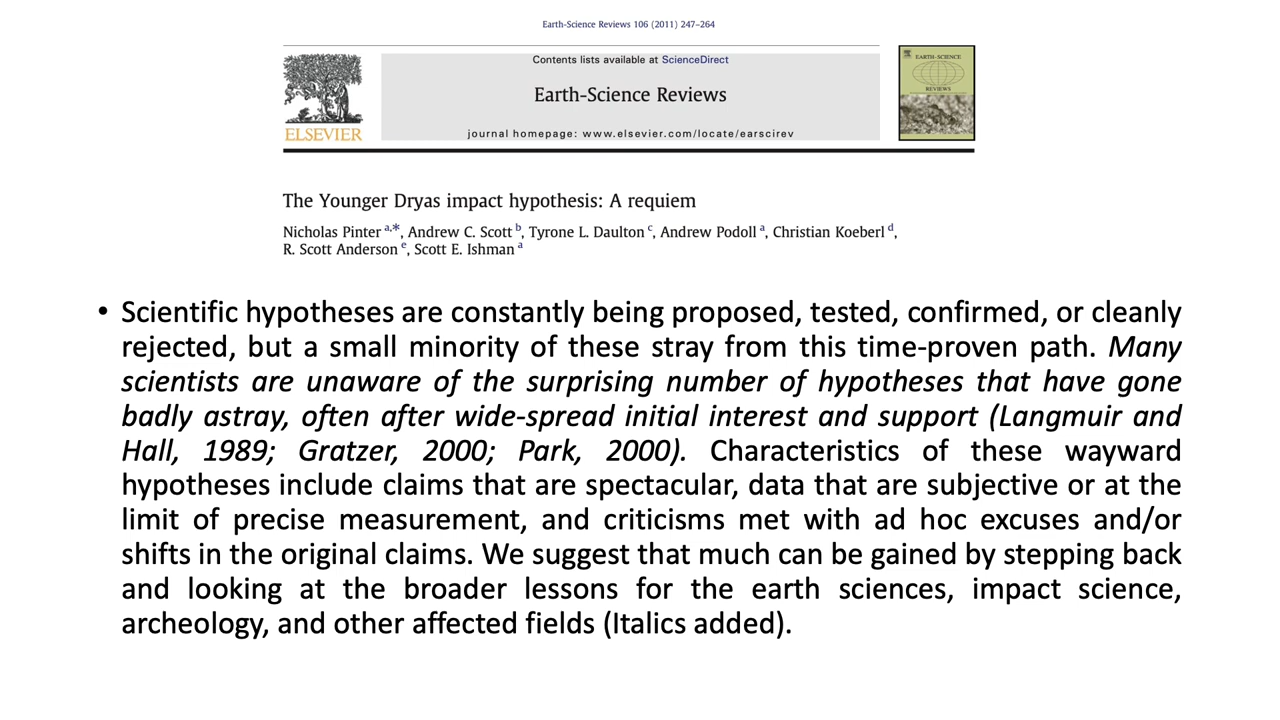 Earth-Science Reviews 106 (2011) 247–264
Contents lists available at ScienceDirect
Earth-Science Reviews
journal homepage: www.elsevier.com/locate/earscirev
ELSEVIER
EARTH-SCIENCE
REVIEWS
The Younger Dryas impact hypothesis: A requiem
Nicholas Pinter a,*, Andrew C. Scott b, Tyrone L. Daulton c, Andrew Podoll a, Christian Koeberl d,
R. Scott Anderson e, Scott E. Ishman a
• Scientific hypotheses are constantly being proposed, tested, confirmed, or cleanly
rejected, but a small minority of these stray from this time-proven path. Many
scientists are unaware of the surprising number of hypotheses that have gone
badly astray, often after wide-spread initial interest and support (Langmuir and
Hall, 1989; Gratzer, 2000; Park, 2000). Characteristics of these wayward
hypotheses include claims that are spectacular, data that are subjective or at the
limit of precise measurement, and criticisms met with ad hoc excuses and/or
shifts in the original claims. We suggest that much can be gained by stepping back
and looking at the broader lessons for the earth sciences, impact science,
archeology, and other affected fields (Italics added).